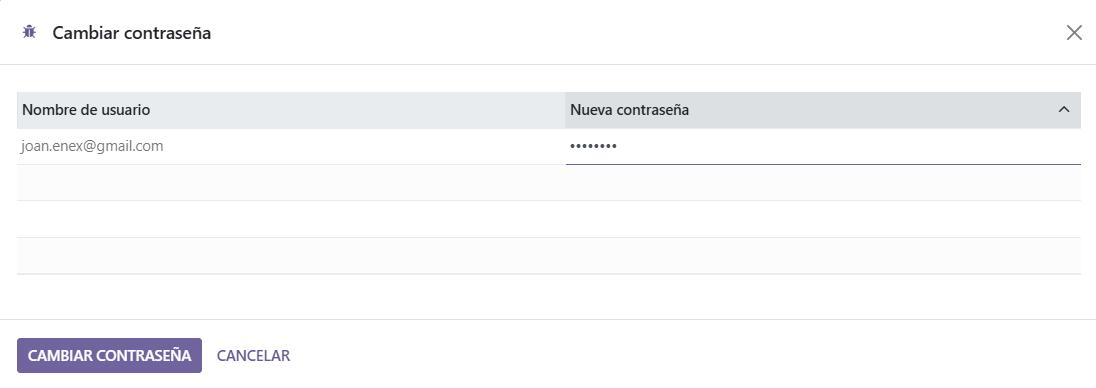 Cambiar contraseña
Nombre de usuario Nueva contraseña
joan.enex@gmail.com ••••••••
CAMBIAR CONTRASEÑA CANCELAR